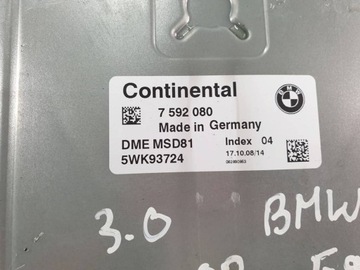 Continental
BMW
7 592 080
Made in Germany
DME MSD81 Index 04
5WK93724 17.10.08/14
3.0 BMW